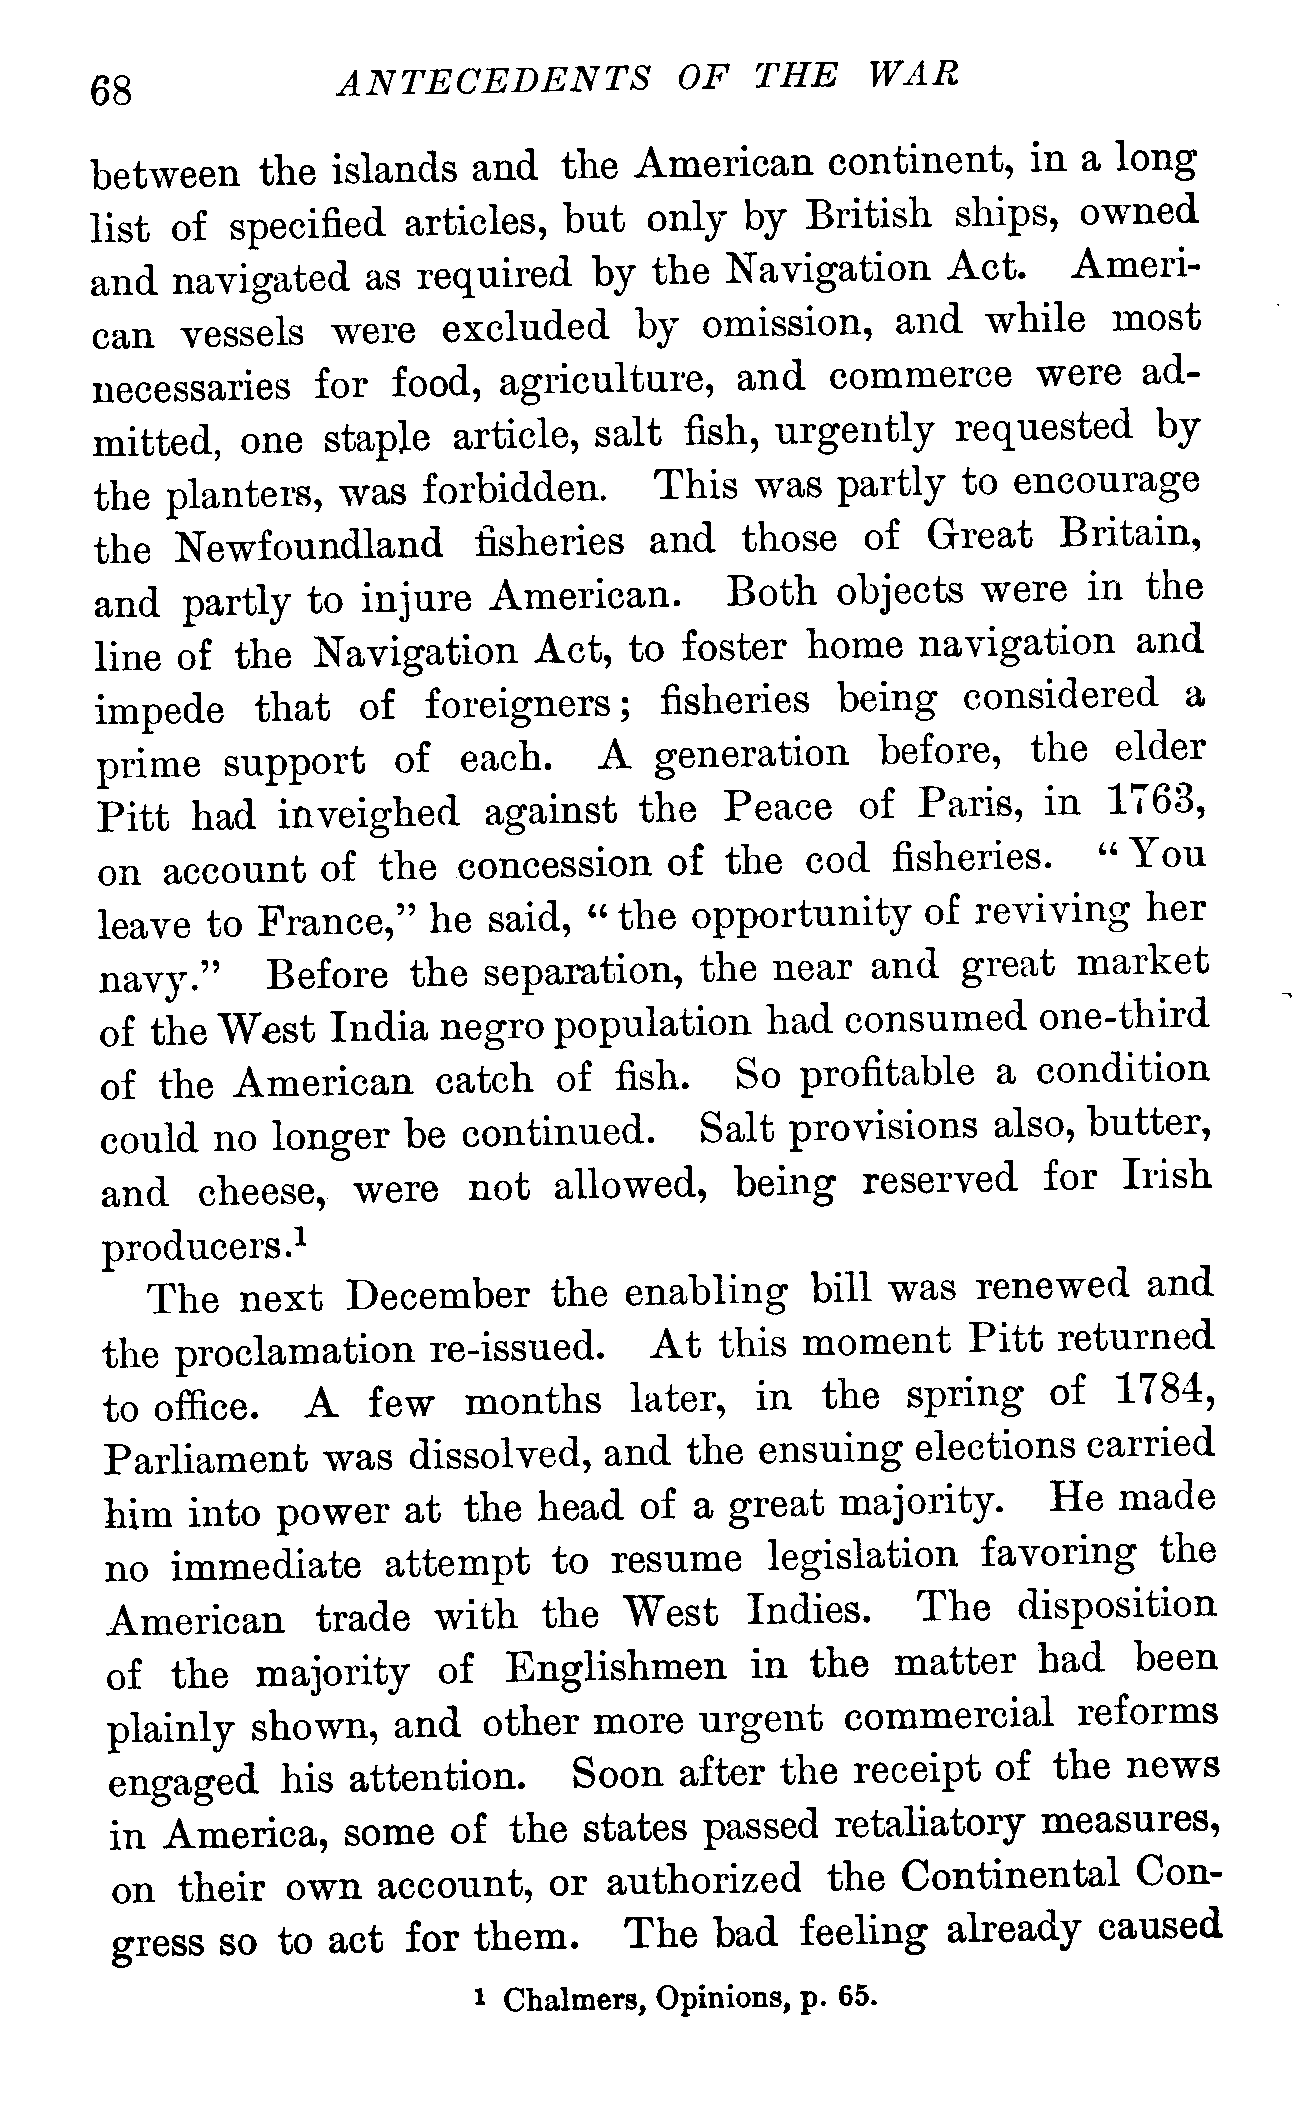 68 ANTECEDENTS OF THE WAR
between the islands and the American continent, in a long
list of specified articles, but only by British ships, owned
and navigated as required by the Navigation Act. Ameri-
can vessels were excluded by omission, and while most
necessaries for food, agriculture, and commerce were ad-
mitted, one staple article, salt fish, urgently requested by
the planters, was forbidden. This was partly to encourage
the Newfoundland fisheries and those of Great Britain,
and partly to injure American. Both objects were in the
line of the Navigation Act, to foster home navigation and
impede that of foreigners; fisheries being considered a
prime support of each. A generation before, the elder
Pitt had inveighed against the Peace of Paris, in 1763,
on account of the concession of the cod fisheries. “You
leave to France,” he said, “the opportunity of reviving her
navy.” Before the separation, the near and great market
of the West India negro population had consumed one-third
of the American catch of fish. So profitable a condition
could no longer be continued. Salt provisions also, butter,
and cheese, were not allowed, being reserved for Irish
producers.¹
The next December the enabling bill was renewed and
the proclamation re-issued. At this moment Pitt returned
to office. A few months later, in the spring of 1784,
Parliament was dissolved, and the ensuing elections carried
him into power at the head of a great majority. He made
no immediate attempt to resume legislation favoring the
American trade with the West Indies. The disposition
of the majority of Englishmen in the matter had been
plainly shown, and other more urgent commercial reforms
engaged his attention. Soon after the receipt of the news
in America, some of the states passed retaliatory measures,
on their own account, or authorized the Continental Con-
gress so to act for them. The bad feeling already caused
¹ Chalmers, Opinions, p. 65.